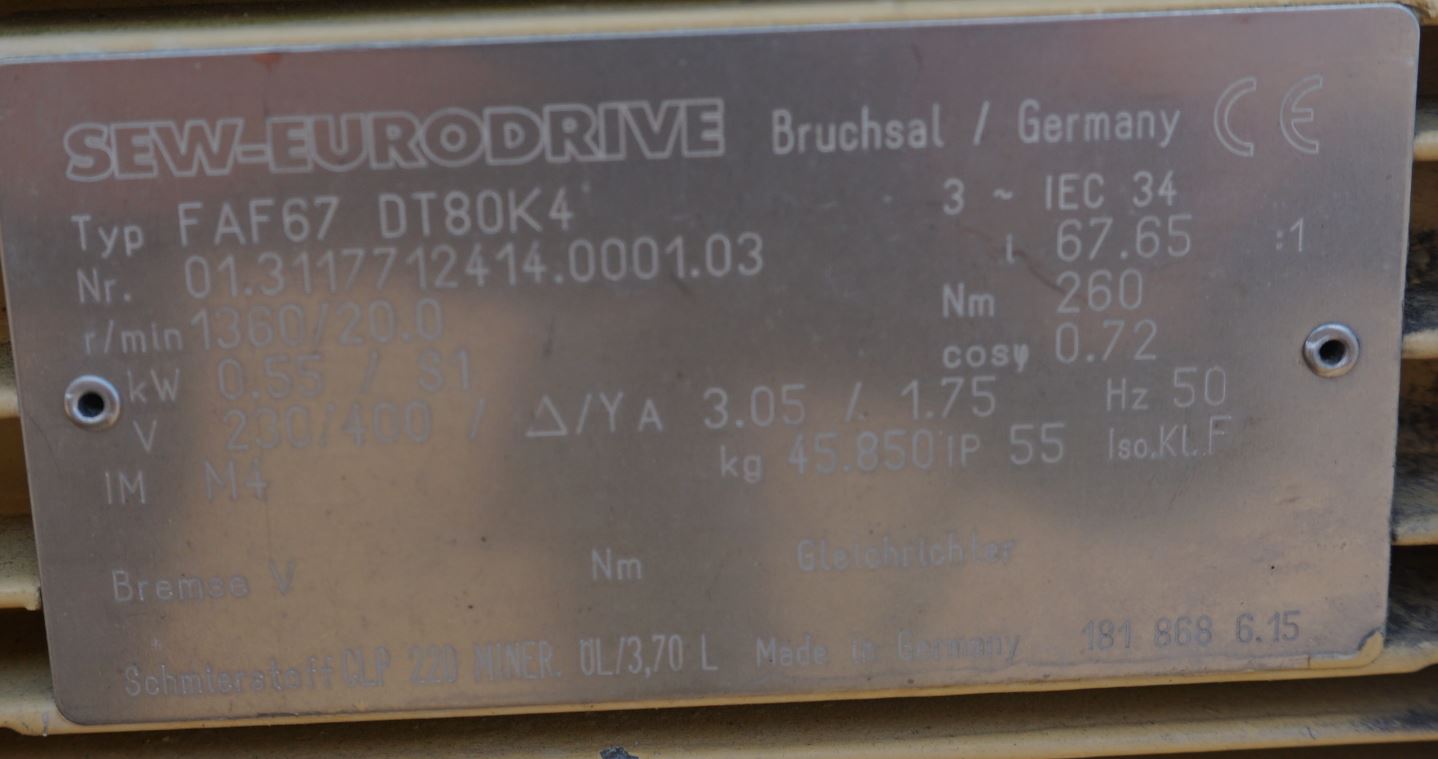 SEW-EURODRIVE Bruchsal / Germany CE
Typ FAF67 DT80K4 3 ~ IEC 34
Nr. 01.3117712414.0001.03 i 67.65 :1
r/min 1360/20.0 Nm 260
kW 0.55 / S1 cosφ 0.72
V 230/400 / Δ/Y A 3.05 / 1.75 Hz 50
IM M4 kg 45.850 IP 55 Iso.Kl. F
Bremse V Nm Gleichrichter
Schmierstoff CLP 220 MINER. ÖL/3,70 L Made in Germany 181 868 6.15